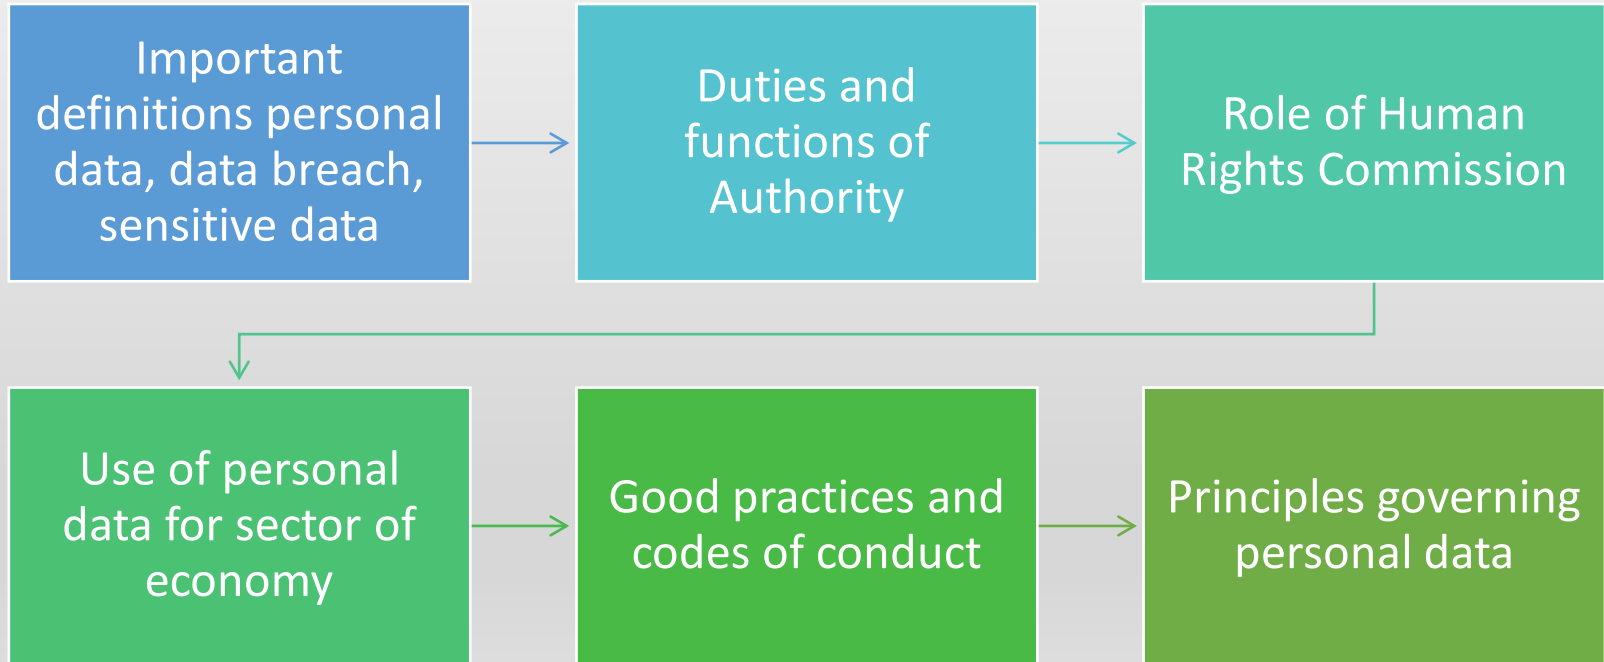 Important
definitions personal
data, data breach,
sensitive data
Duties and
functions of
Authority
Role of Human
Rights Commission
Use of personal
data for sector of
economy
Good practices and
codes of conduct
Principles governing
personal data